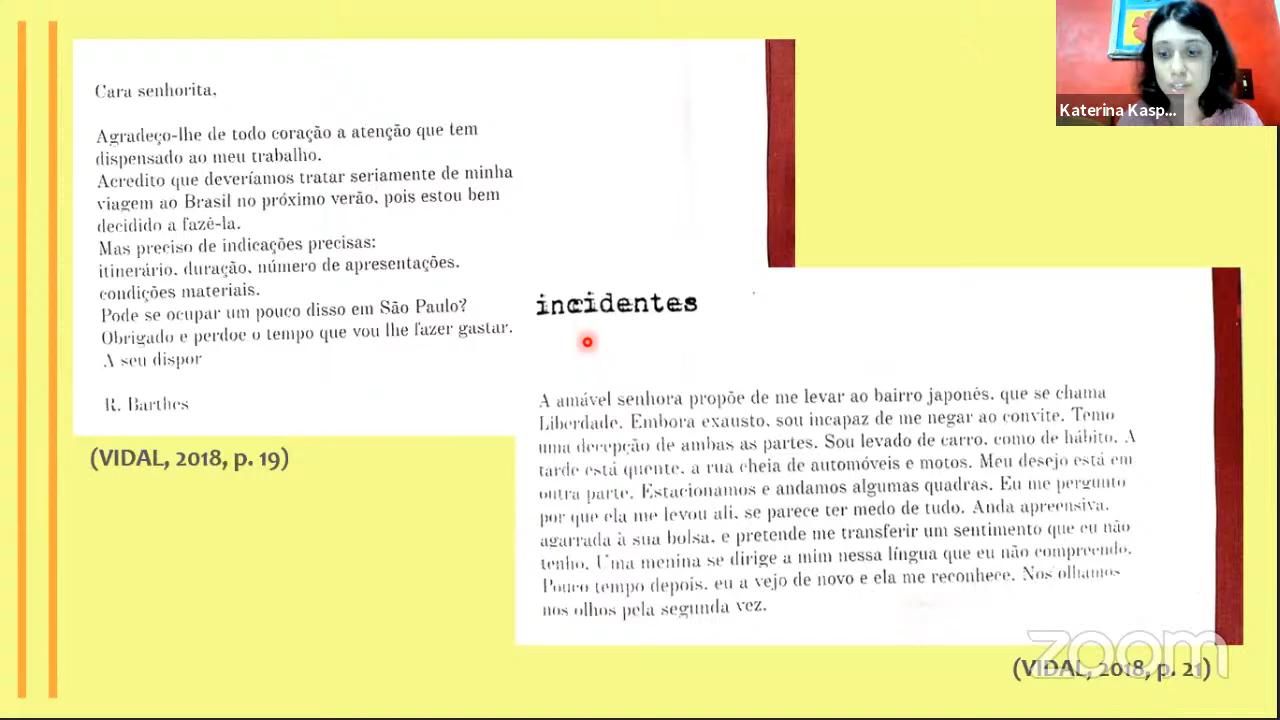 Cara senhorita,
Agradeço-lhe de todo coração a atenção que tem
dispensado ao meu trabalho.
Acredito que deveríamos tratar seriamente de minha
viagem ao Brasil no próximo verão, pois estou bem
decidido a fazê-la.
Mas preciso de indicações precisas:
itinerário, duração, número de apresentações,
condições materiais.
Pode se ocupar um pouco disso em São Paulo?
Obrigado e perdoe o tempo que vou lhe fazer gastar.
A seu dispor
R. Barthes
(VIDAL, 2018, p. 19)
incidentes
A amável senhora propõe de me levar ao bairro japonês, que se chama
Liberdade. Embora exausto, sou incapaz de me negar ao convite. Temo
uma decepção de ambas as partes. Sou levado de carro, como de hábito. A
tarde está quente, a rua cheia de automóveis e motos. Meu desejo está em
outra parte. Estacionamos e andamos algumas quadras. Eu me pergunto
por que ela me levou ali, se parece ter medo de tudo. Anda apreensiva,
agarrada à sua bolsa, e pretende me transferir um sentimento que eu não
tenho. Uma menina se dirige a mim nessa língua que eu não compreendo.
Pouco tempo depois, eu a vejo de novo e ela me reconhece. Nos olhamos
nos olhos pela segunda vez.
(VIDAL, 2018, p. 21)
Katerina Kasp...
zoom